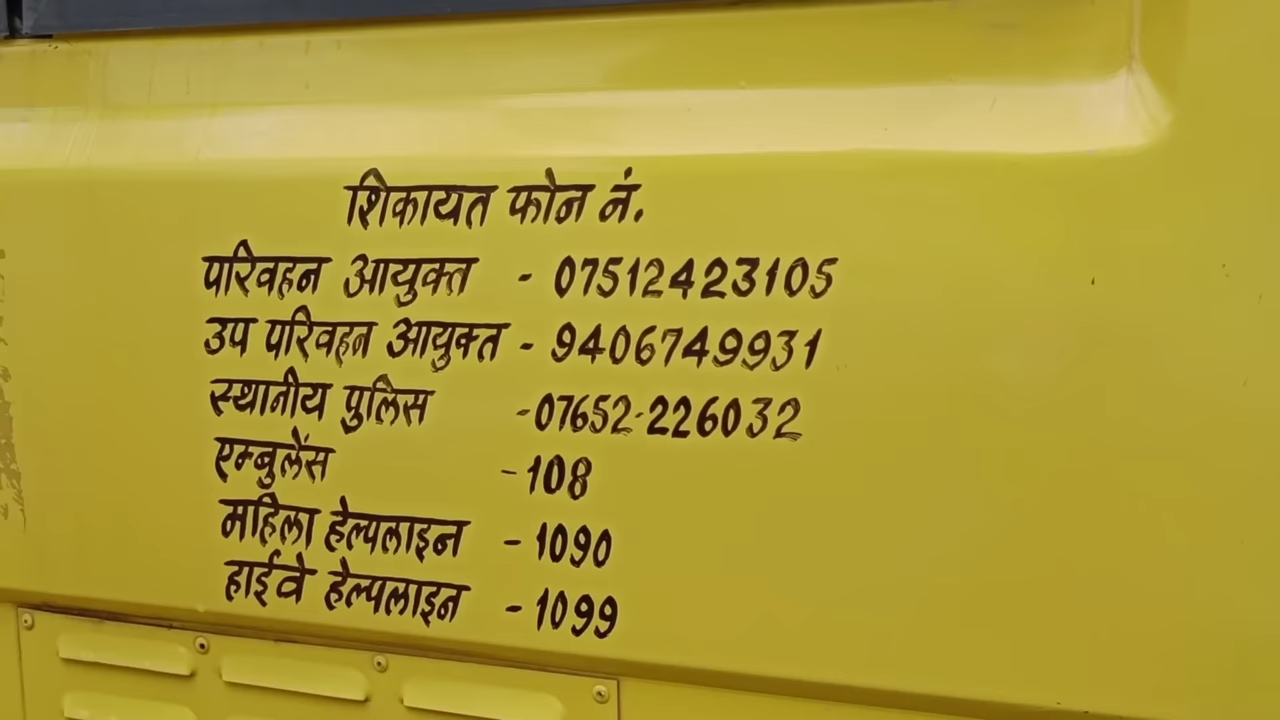 शिकायत फोन नं.
परिवहन आयुक्त - 07512423105
उप परिवहन आयुक्त - 9406749931
स्थानीय पुलिस -07652-226032
एम्बुलेंस -108
महिला हेल्पलाइन - 1090
हाईवे हेल्पलाइन - 1099